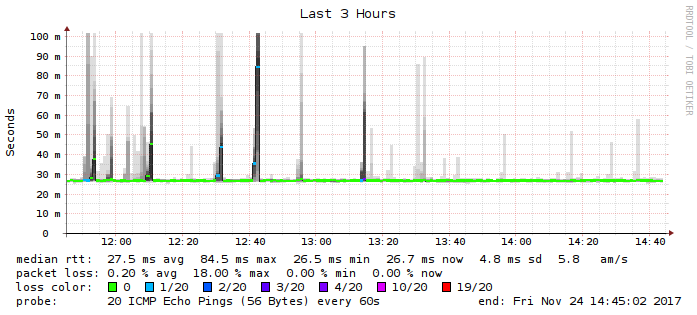 Last 3 Hours
RRDTOOL / TOBI OETIKER
Seconds
100 m
90 m
80 m
70 m
60 m
50 m
40 m
30 m
20 m
10 m
0
12:00 12:20 12:40 13:00 13:20 13:40 14:00 14:20 14:40
median rtt: 27.5 ms avg 84.5 ms max 26.5 ms min 26.7 ms now 4.8 ms sd 5.8 am/s
packet loss: 0.20 % avg 18.00 % max 0.00 % min 0.00 % now
loss color: 0 1/20 2/20 3/20 4/20 10/20 19/20
probe: 20 ICMP Echo Pings (56 Bytes) every 60s end: Fri Nov 24 14:45:02 2017